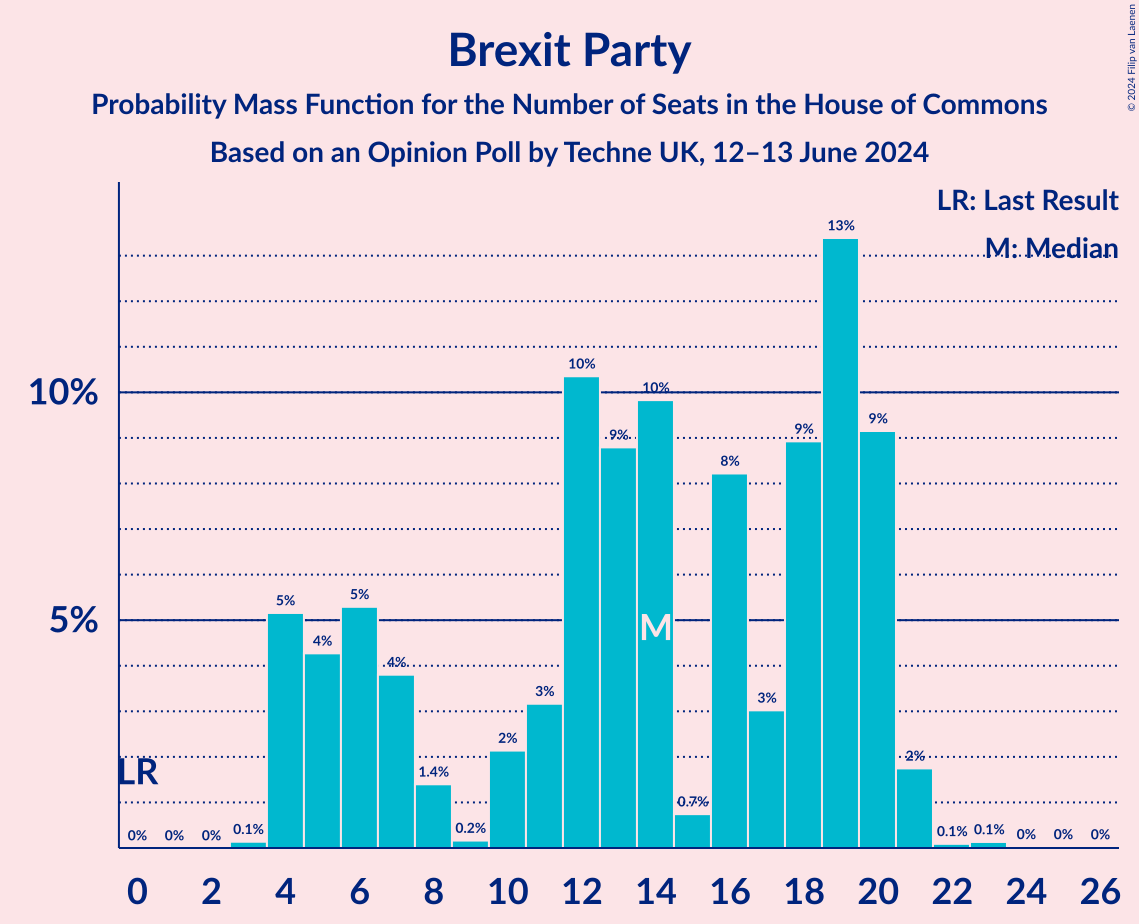 Brexit Party
Probability Mass Function for the Number of Seats in the House of Commons
Based on an Opinion Poll by Techne UK, 12–13 June 2024
© 2024 Filip van Laenen
LR: Last Result
M: Median
10%
5%
LR
M
0% 0% 0% 0.1% 5% 4% 5% 4% 1.4% 0.2% 2% 3% 10% 9% 10% 0.7% 8% 3% 9% 13% 9% 2% 0.1% 0.1% 0% 0% 0%
0 2 4 6 8 10 12 14 16 18 20 22 24 26